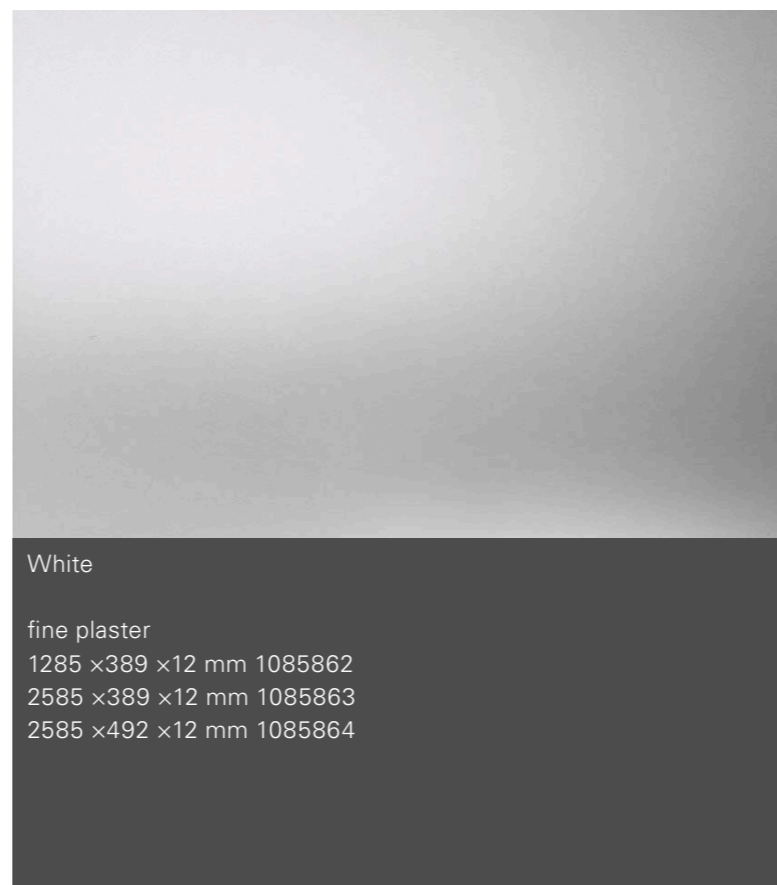 White
fine plaster
1285 ×389 ×12 mm 1085862
2585 ×389 ×12 mm 1085863
2585 ×492 ×12 mm 1085864